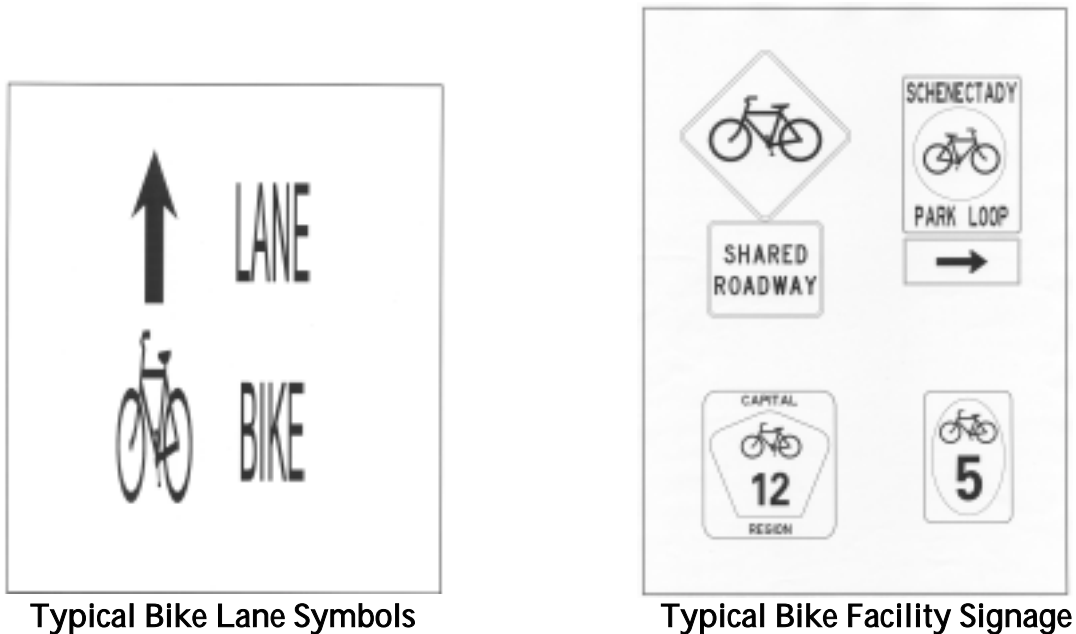 LANE
BIKE
Typical Bike Lane Symbols
SHARED
ROADWAY
SCHENECTADY
PARK LOOP
CAPITAL
12
REGION
5
Typical Bike Facility Signage